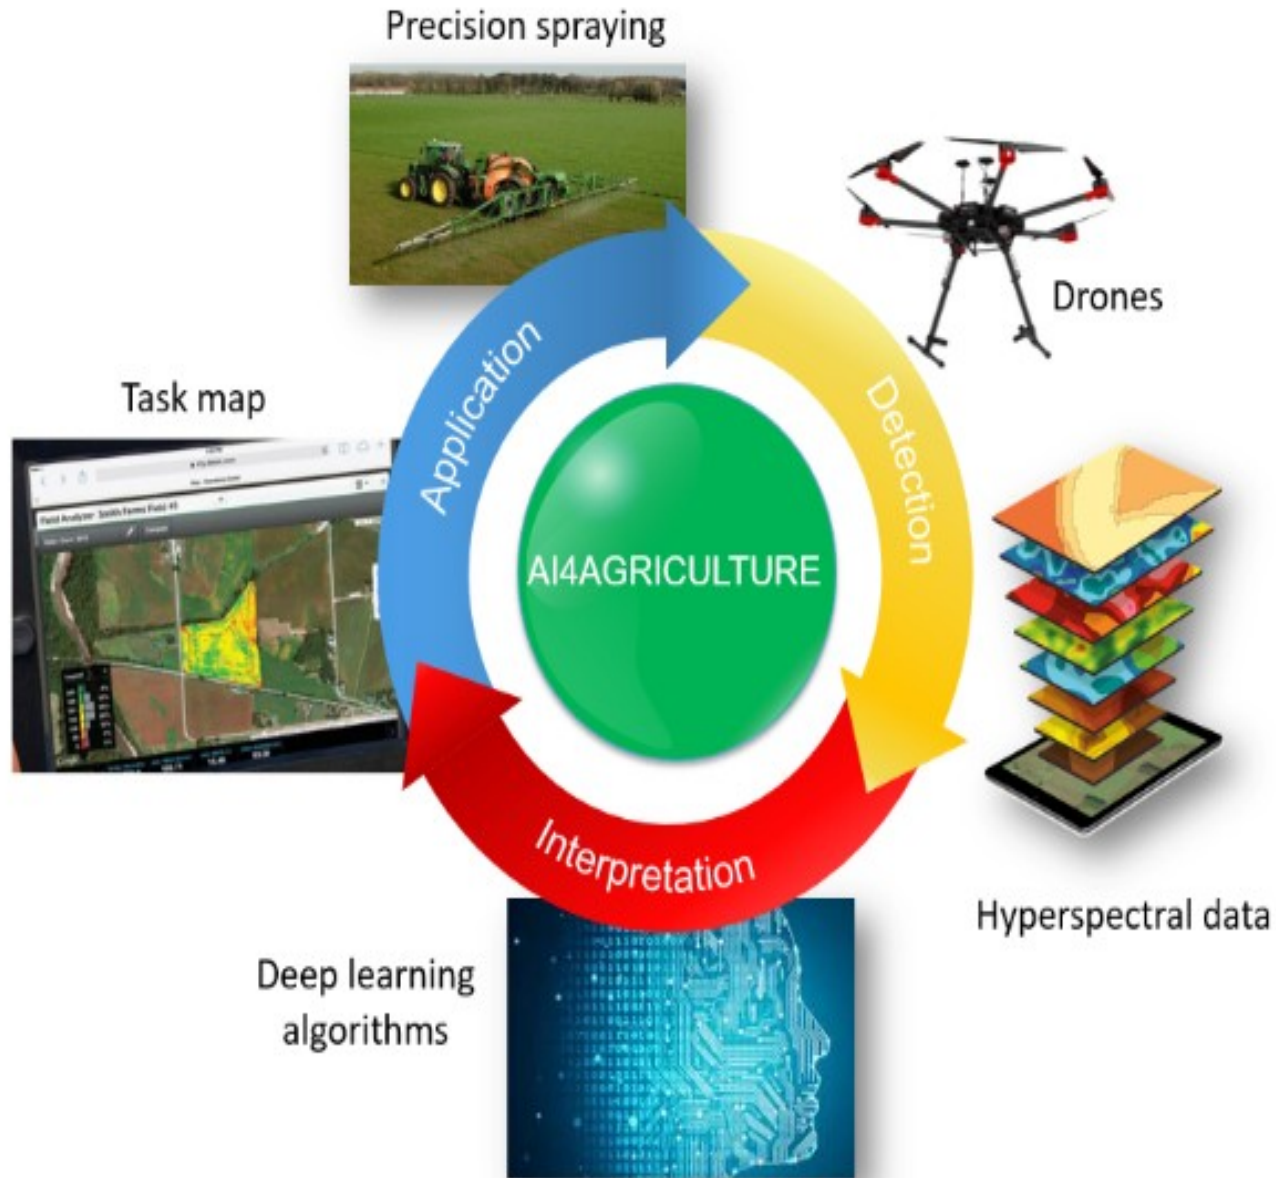 Precision spraying
Drones
Task map
Application
Detection
AI4AGRICULTURE
Interpretation
Hyperspectral data
Deep learning
algorithms